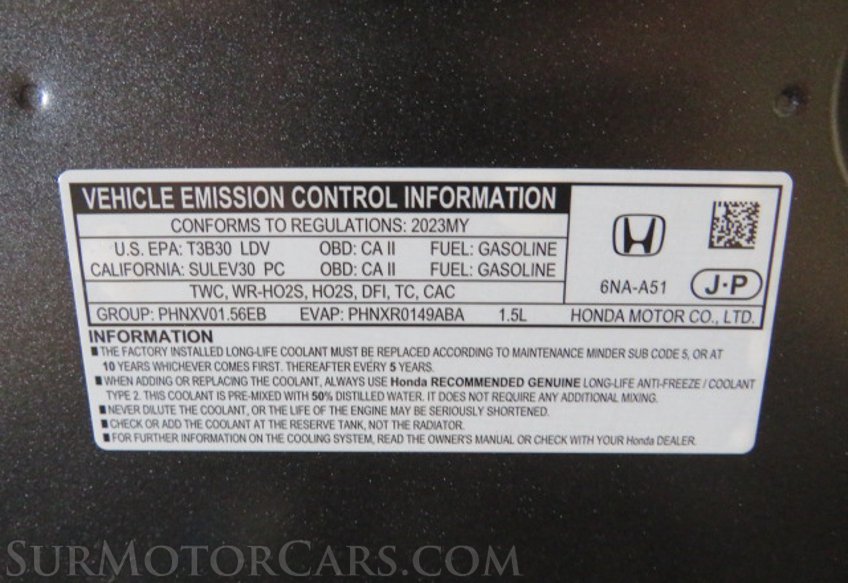 VEHICLE EMISSION CONTROL INFORMATION
CONFORMS TO REGULATIONS: 2023MY
U.S. EPA: T3B30 LDV OBD: CA II FUEL: GASOLINE
CALIFORNIA: SULEV30 PC OBD: CA II FUEL: GASOLINE
TWC, WR-HO2S, HO2S, DFI, TC, CAC
6NA-A51 J-P
GROUP: PHNXV01.56EB EVAP: PHNXR0149ABA 1.5L HONDA MOTOR CO., LTD.
INFORMATION
■ THE FACTORY INSTALLED LONG-LIFE COOLANT MUST BE REPLACED ACCORDING TO MAINTENANCE MINDER SUB CODE 5, OR AT
10 YEARS WHICHEVER COMES FIRST. THEREAFTER EVERY 5 YEARS.
■ WHEN ADDING OR REPLACING THE COOLANT, ALWAYS USE Honda RECOMMENDED GENUINE LONG-LIFE ANTI-FREEZE / COOLANT
TYPE 2. THIS COOLANT IS PRE-MIXED WITH 50% DISTILLED WATER. IT DOES NOT REQUIRE ANY ADDITIONAL MIXING.
■ NEVER DILUTE THE COOLANT, OR THE LIFE OF THE ENGINE MAY BE SERIOUSLY SHORTENED.
■ CHECK OR ADD THE COOLANT AT THE RESERVE TANK, NOT THE RADIATOR.
■ FOR FURTHER INFORMATION ON THE COOLING SYSTEM, READ THE OWNER'S MANUAL OR CHECK WITH YOUR Honda DEALER.
SURMOTORCARS.COM